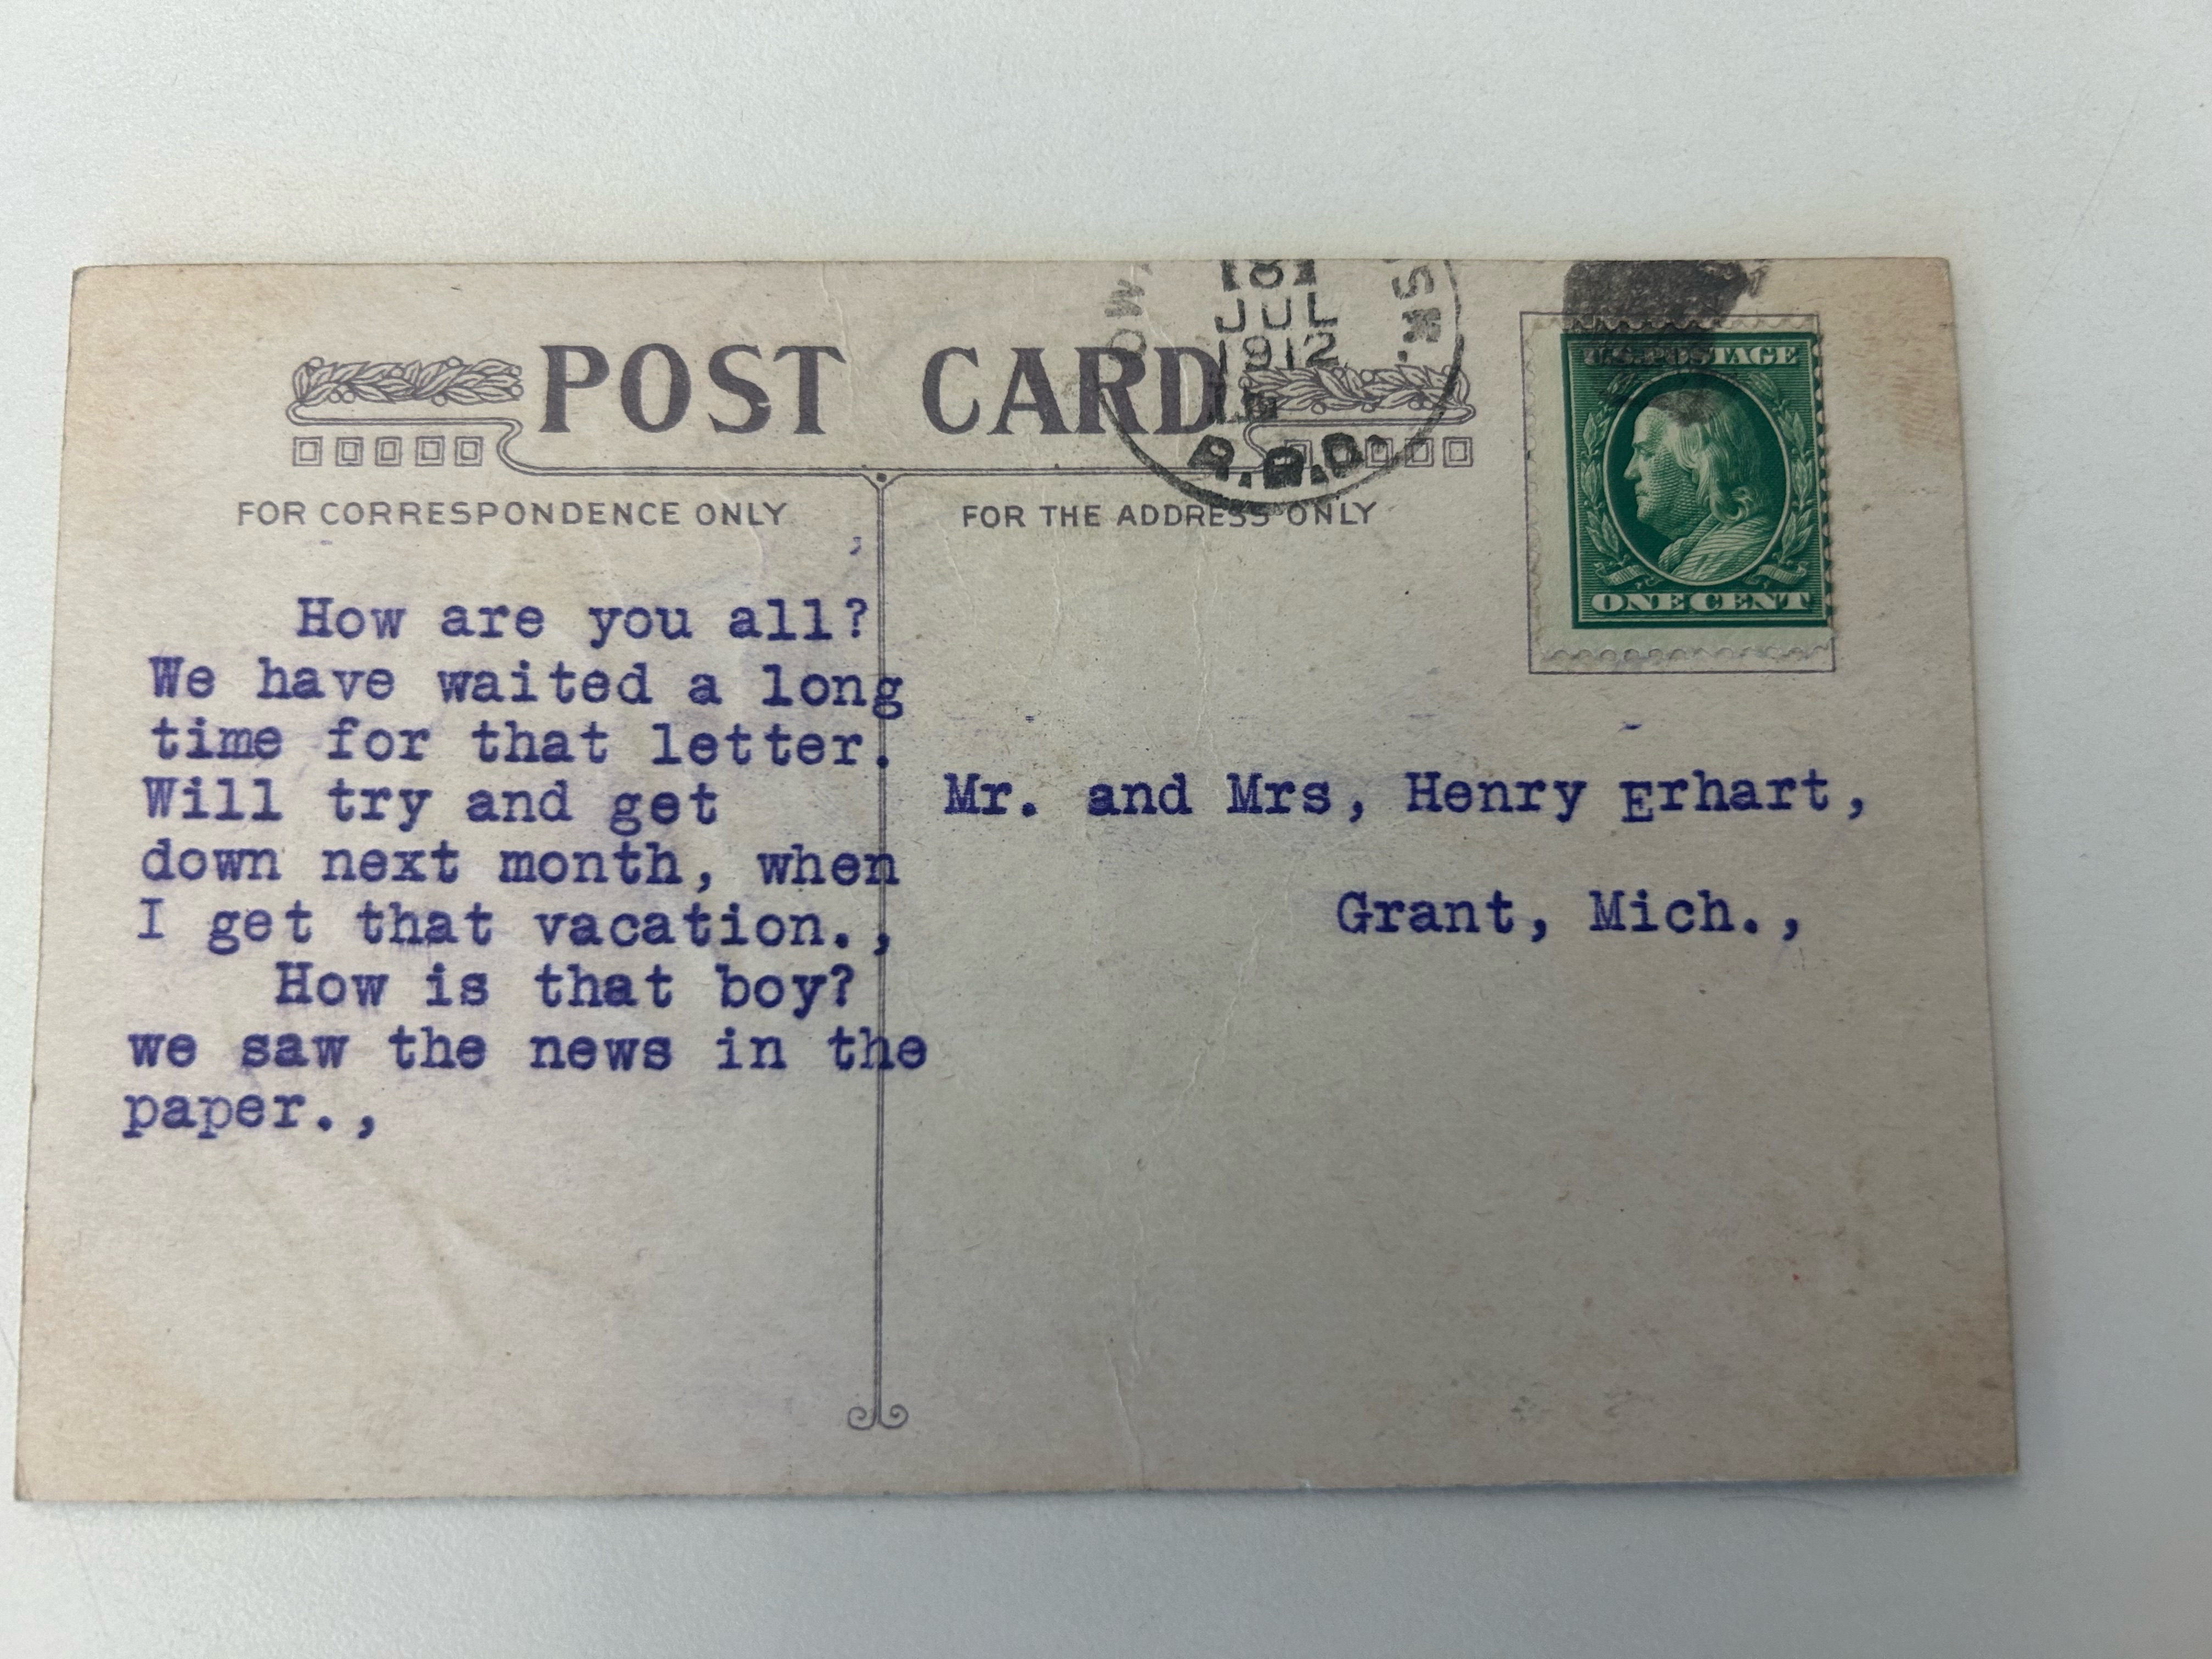 18
JUL
1912
POST CARD
R.P.O.
FOR CORRESPONDENCE ONLY
FOR THE ADDRESS ONLY
U.S. POSTAGE
ONE CENT
How are you all?
We have waited a long
time for that letter.
Will try and get
down next month, when
I get that vacation.,
How is that boy?
we saw the news in the
paper.,
Mr. and Mrs, Henry Erhart,
Grant, Mich.,